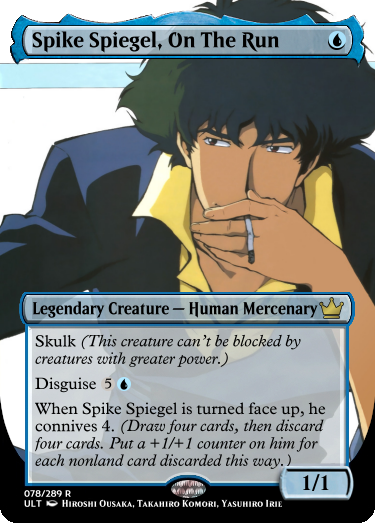 Spike Spiegel, On The Run
Legendary Creature — Human Mercenary
Skulk (This creature can't be blocked by
creatures with greater power.)
Disguise 5
When Spike Spiegel is turned face up, he
connives 4. (Draw four cards, then discard
four cards. Put a +1/+1 counter on him for
each nonland card discarded this way.)
1/1
078/289 R
ULT Hiroshi Ousaka, Takahiro Komori, Yasuhiro Irie